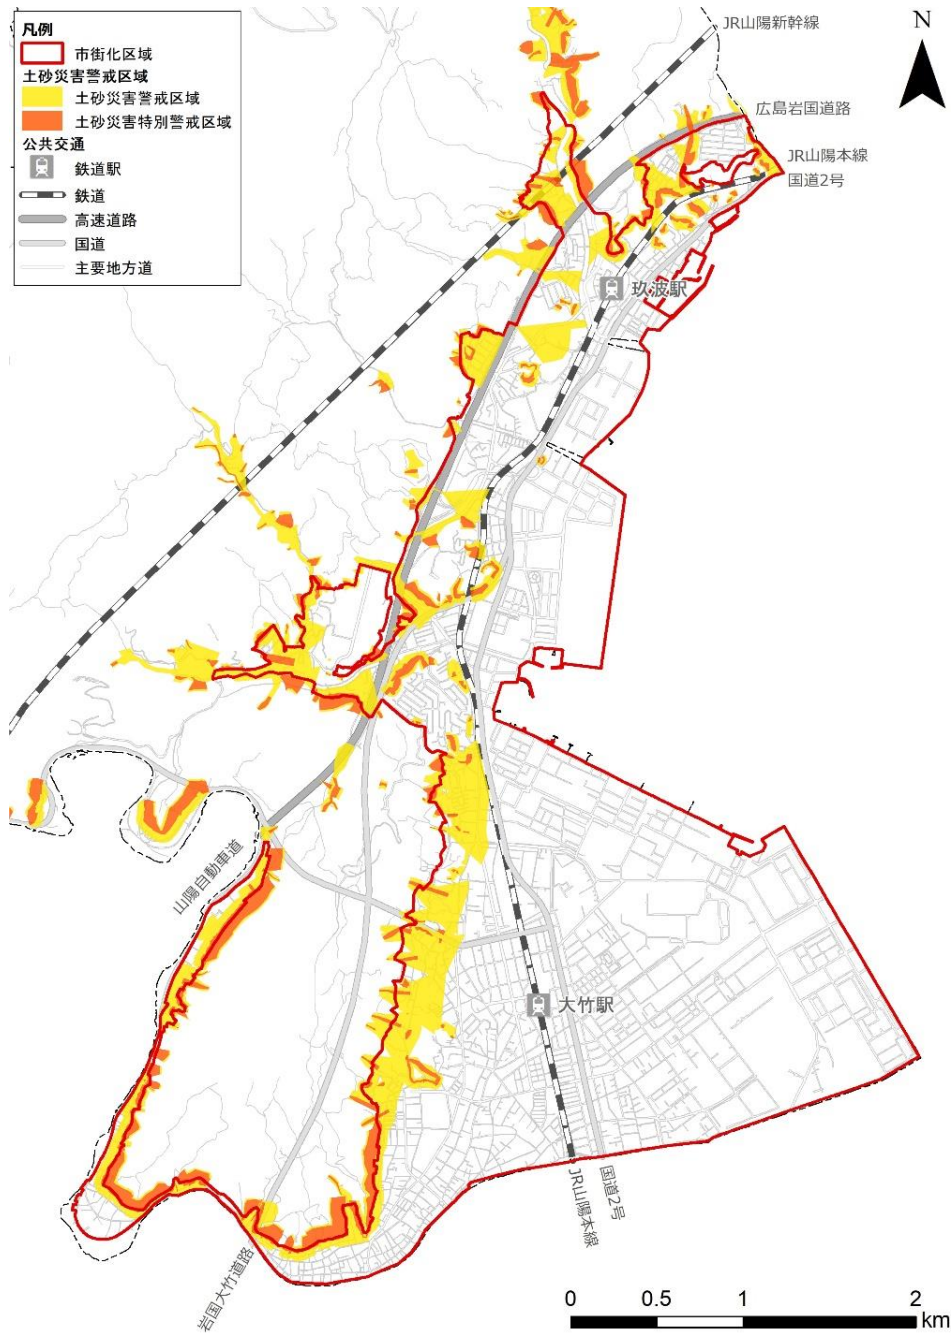 凡例
市街化区域
土砂災害警戒区域
土砂災害警戒区域
土砂災害特別警戒区域
公共交通
鉄道駅
鉄道
高速道路
国道
主要地方道
JR山陽新幹線
N
広島岩国道路
JR山陽本線
国道2号
玖波駅
山陽自動車道
大竹駅
JR山陽本線
国道2号
岩国大竹道路
0 0.5 1 2
km